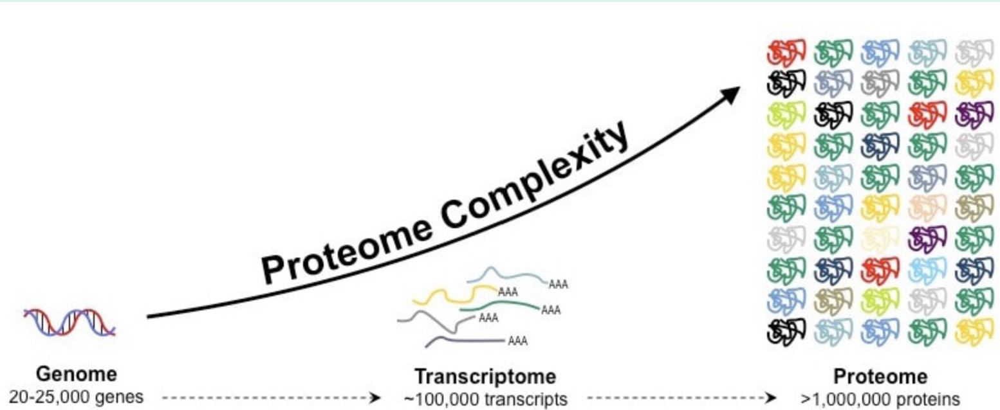 Proteome Complexity
AAA
AAA
AAA
AAA
AAA
Genome
20-25,000 genes
Transcriptome
~100,000 transcripts
Proteome
>1,000,000 proteins